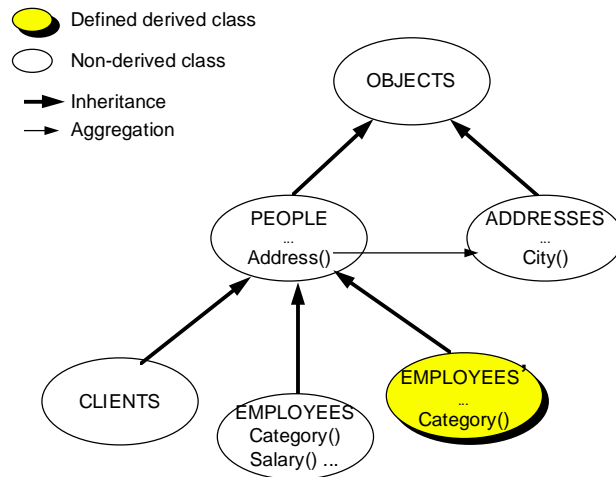 Defined derived class
Non-derived class
Inheritance
Aggregation
OBJECTS
PEOPLE
...
Address()
ADDRESSES
...
City()
CLIENTS
EMPLOYEES
Category()
Salary() ...
EMPLOYEES’
...
Category()